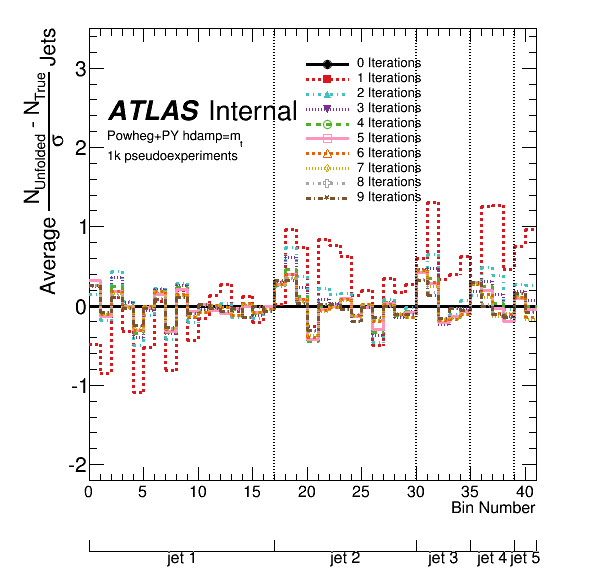 Average N_Unfolded - N_True / σ Jets
3
2
1
0
-1
-2
0 Iterations
1 Iterations
2 Iterations
3 Iterations
4 Iterations
5 Iterations
6 Iterations
7 Iterations
8 Iterations
9 Iterations
ATLAS Internal
Powheg+PY hdamp=m_t
1k pseudoexperiments
0 5 10 15 20 25 30 35 40
Bin Number
jet 1 jet 2 jet 3 jet 4 jet 5